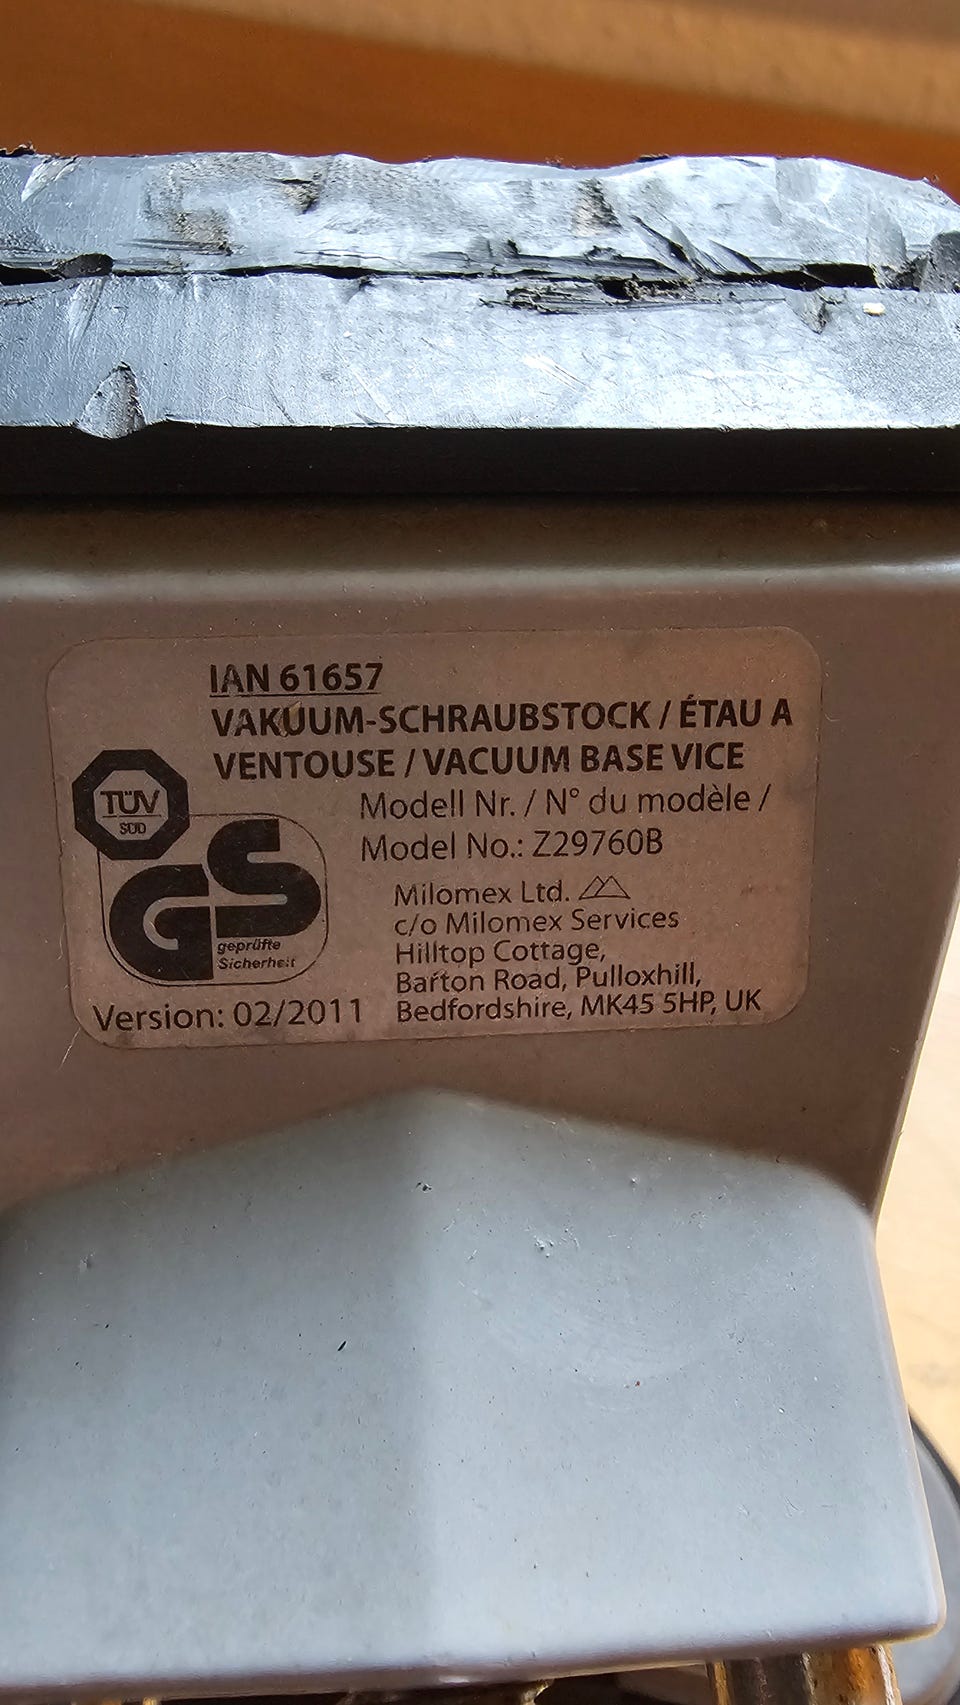 IAN 61657
VAKUUM-SCHRAUBSTOCK / ÉTAU A
VENTOUSE / VACUUM BASE VICE
Modell Nr. / N° du modèle /
Model No.: Z29760B
TÜV
SÜD
GS
geprüfte
Sicherheit
Milomex Ltd.
c/o Milomex Services
Hilltop Cottage,
Barton Road, Pulloxhill,
Bedfordshire, MK45 5HP, UK
Version: 02/2011